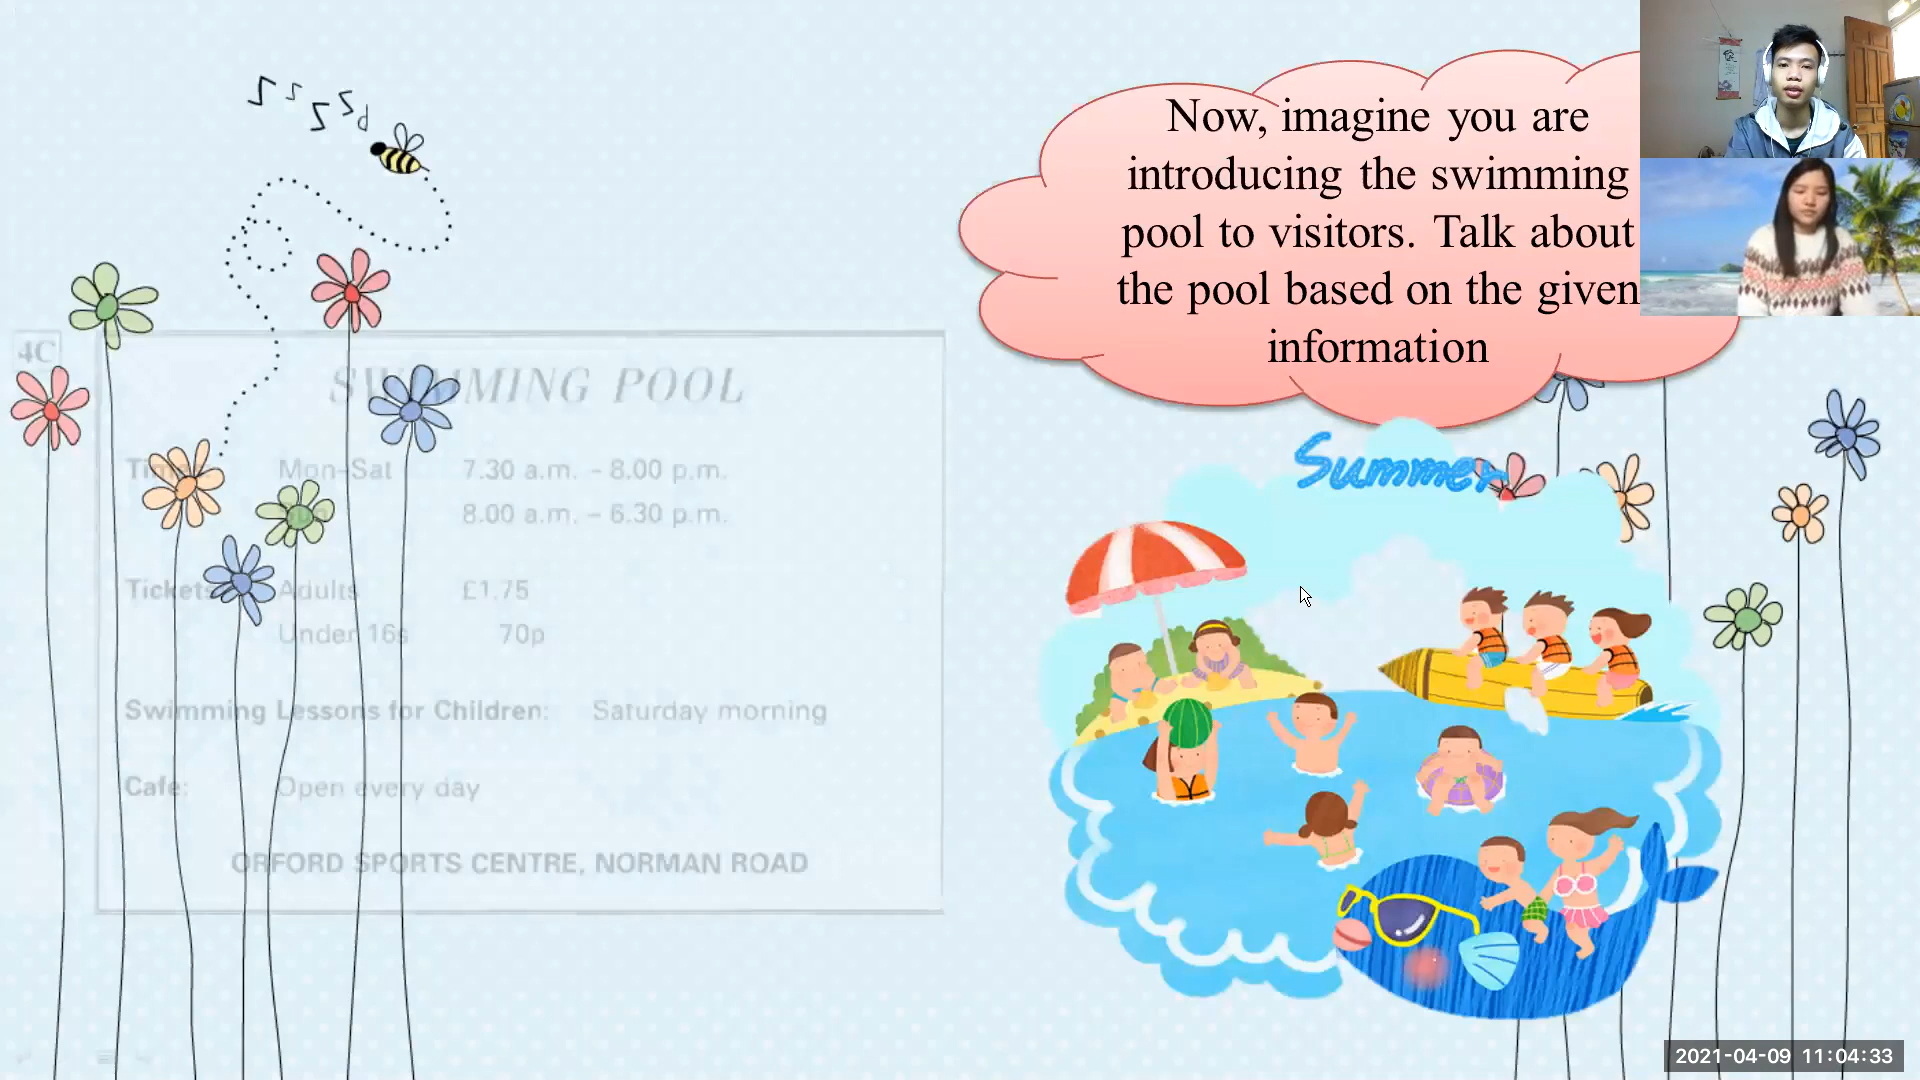 Now, imagine you are
introducing the swimming
pool to visitors. Talk about
the pool based on the given
information
4C
SWIMMING POOL
Times Mon-Sat 7.30 a.m. – 8.00 p.m.
Sun 8.00 a.m. – 6.30 p.m.
Tickets Adults £1.75
Under 16s 70p
Swimming Lessons for Children: Saturday morning
Cafe: Open every day
ORFORD SPORTS CENTRE, NORMAN ROAD
Summer
2021-04-09 11:04:33